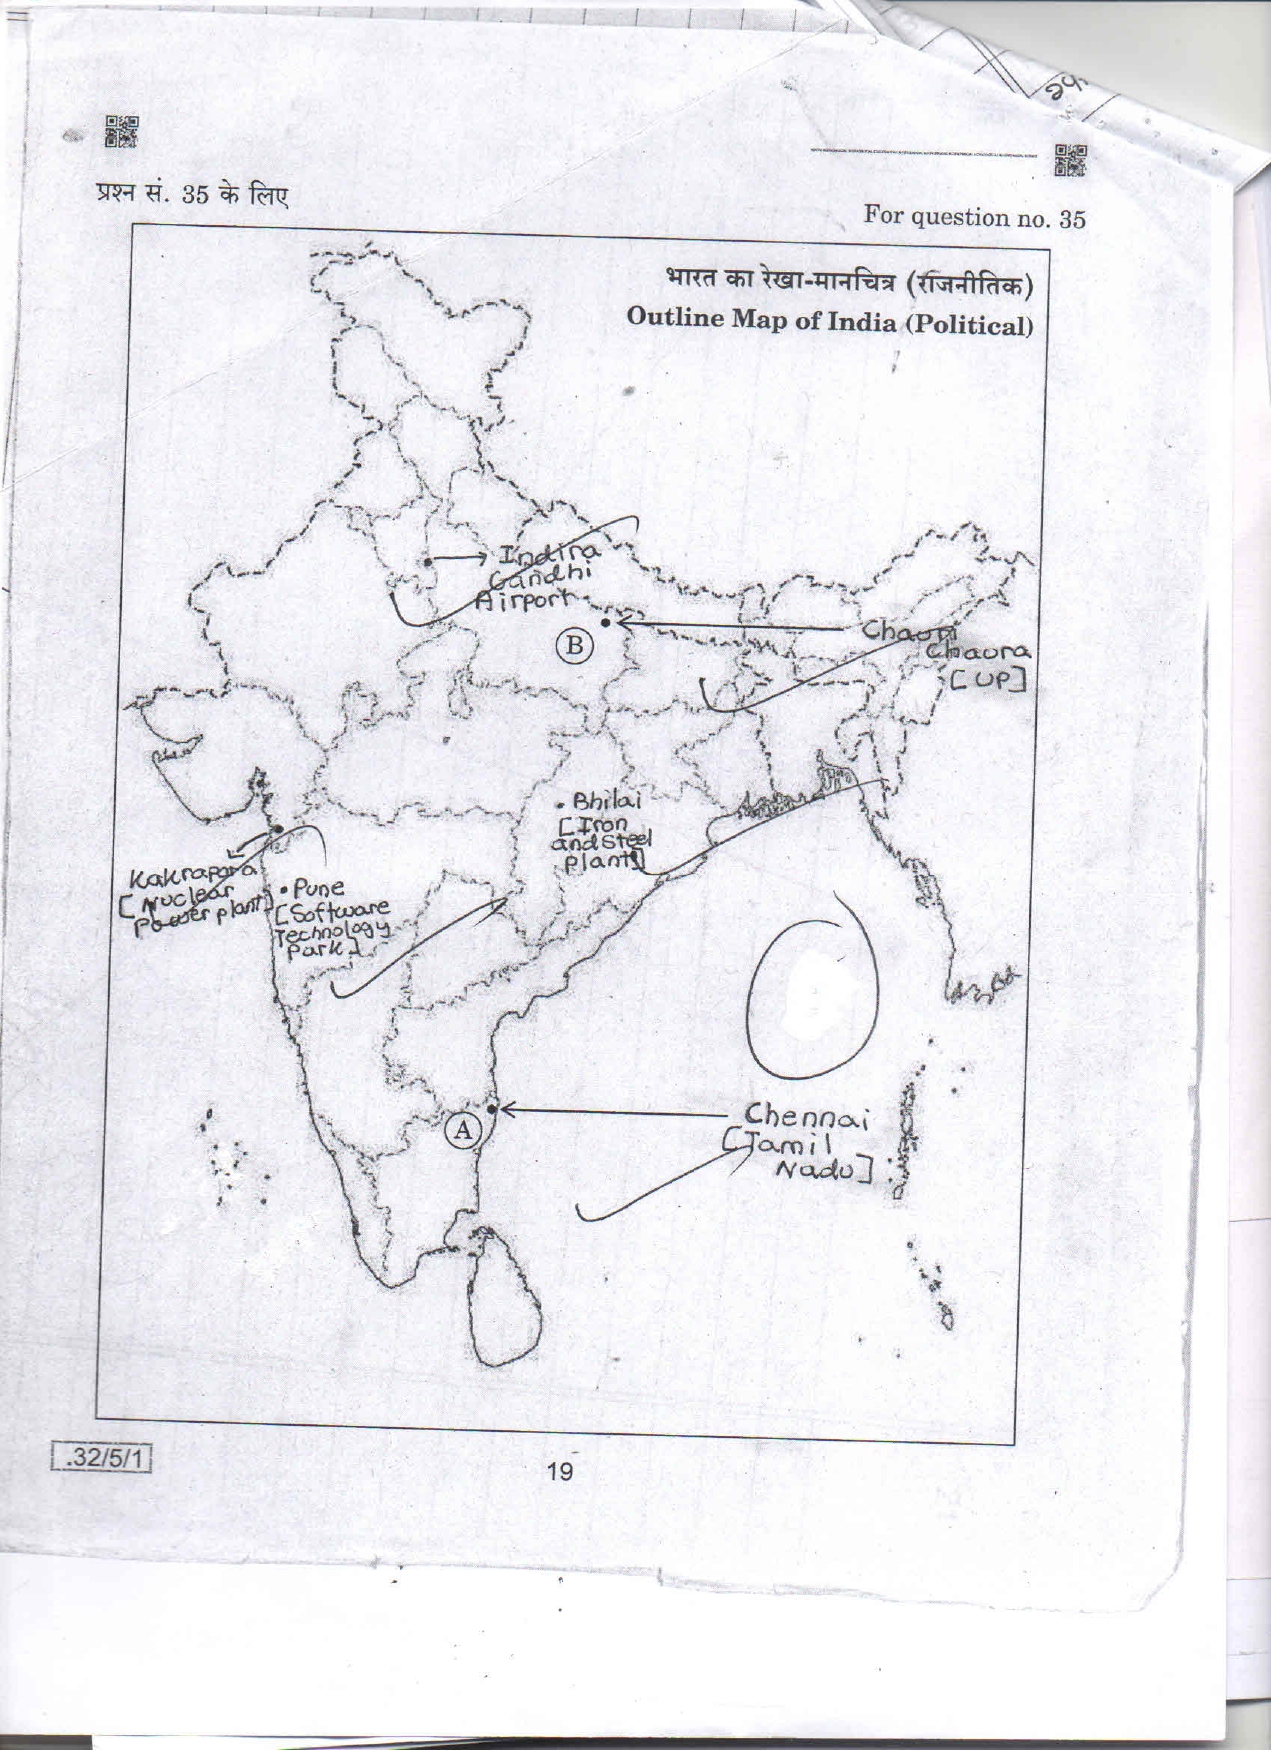 प्रश्न सं. 35 के लिए
For question no. 35
भारत का रेखा-मानचित्र (राजनीतिक)
Outline Map of India (Political)
Indira
Gandhi
Airport
B
Chauri
Chaura
[UP]
Bhilai
[Iron
and Steel
plant]
Kakrapara
[Nuclear
Power plant]
Pune
[Software
Technology
Park]
A
Chennai
[Tamil
Nadu]
.32/5/1
19